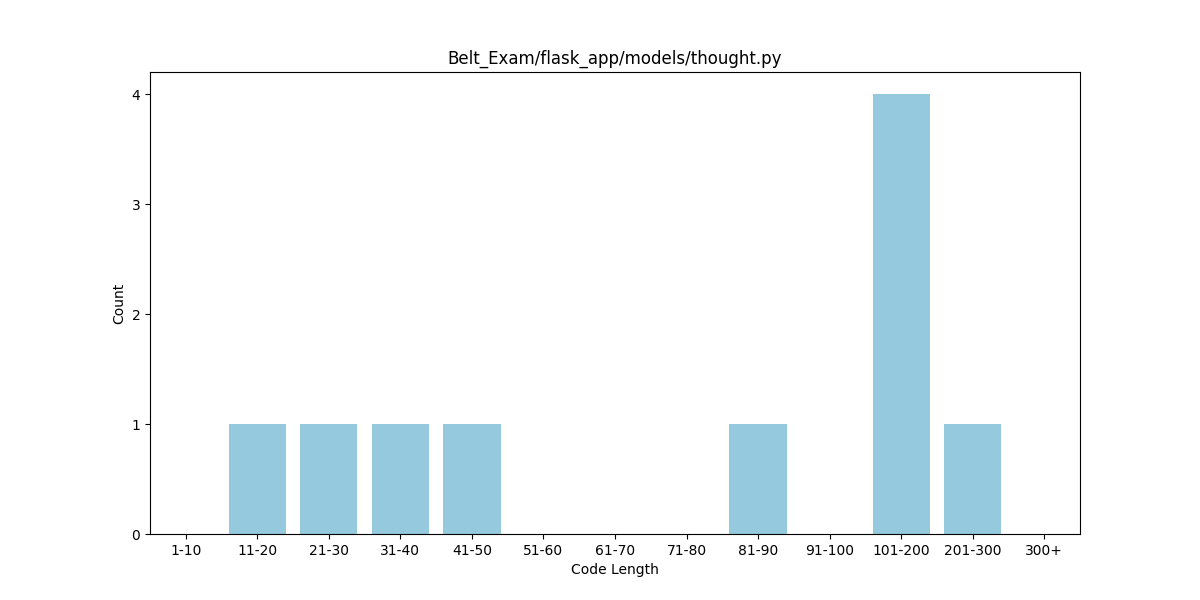 Belt_Exam/flask_app/models/thought.py
4
3
2
1
0
Count
1-10 11-20 21-30 31-40 41-50 51-60 61-70 71-80 81-90 91-100 101-200 201-300 300+
Code Length